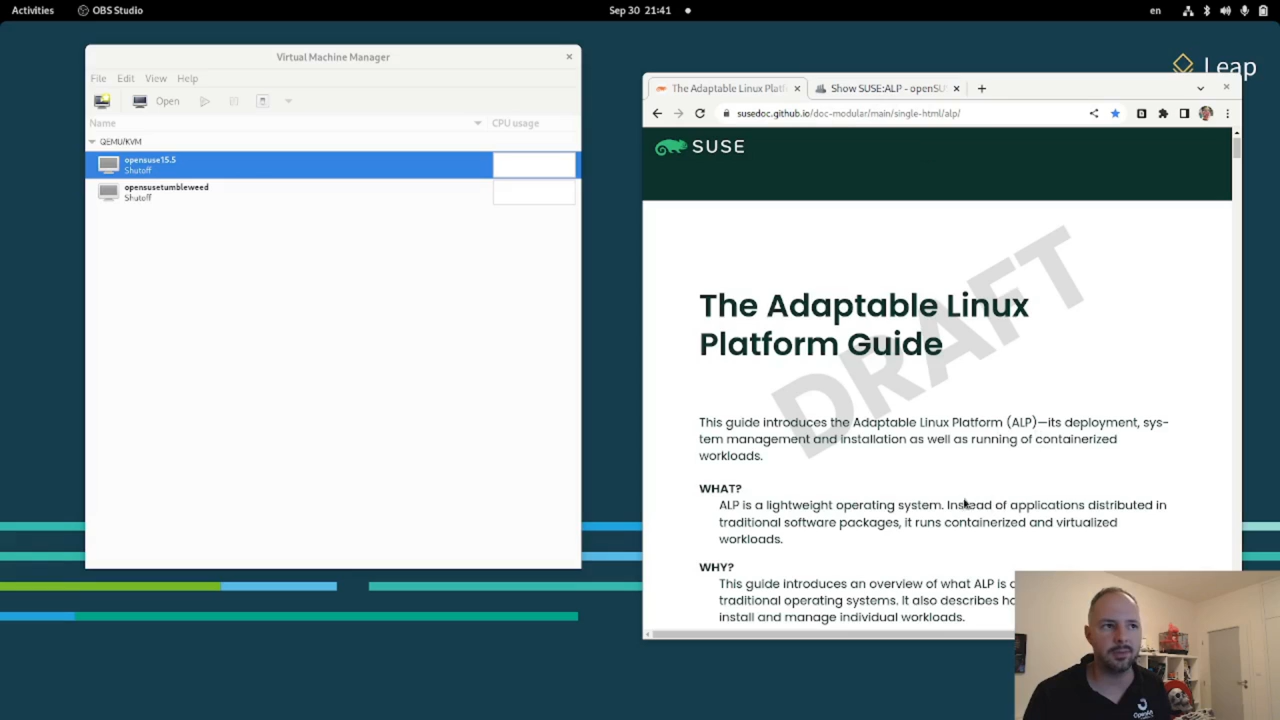 Activities
OBS Studio
Sep 30 21:41
en
Leap
Virtual Machine Manager
File Edit View Help
Open
Name
CPU usage
QEMU/KVM
opensuse15.5
Shutoff
opensusetumbleweed
Shutoff
The Adaptable Linux Platf
Show SUSE:ALP - openSU
susedoc.github.io/doc-modular/main/single-html/alp/
SUSE
DRAFT
The Adaptable Linux
Platform Guide
This guide introduces the Adaptable Linux Platform (ALP)—its deployment, sys-
tem management and installation as well as running of containerized
workloads.
WHAT?
ALP is a lightweight operating system. Instead of applications distributed in
traditional software packages, it runs containerized and virtualized
workloads.
WHY?
This guide introduces an overview of what ALP is
traditional operating systems. It also describes ho
install and manage individual workloads.